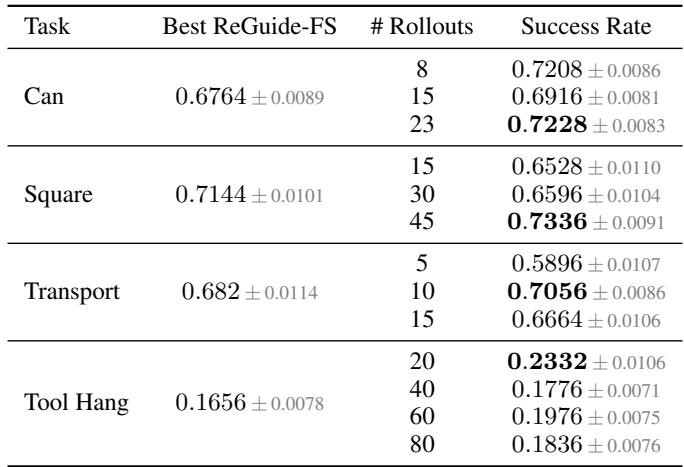 Task Best ReGuide-FS # Rollouts Success Rate
8 0.7208 ± 0.0086
Can 0.6764 ± 0.0089 15 0.6916 ± 0.0081
23 0.7228 ± 0.0083
15 0.6528 ± 0.0110
Square 0.7144 ± 0.0101 30 0.6596 ± 0.0104
45 0.7336 ± 0.0091
5 0.5896 ± 0.0107
Transport 0.682 ± 0.0114 10 0.7056 ± 0.0086
15 0.6664 ± 0.0106
20 0.2332 ± 0.0106
Tool Hang 0.1656 ± 0.0078 40 0.1776 ± 0.0071
60 0.1976 ± 0.0075
80 0.1836 ± 0.0076